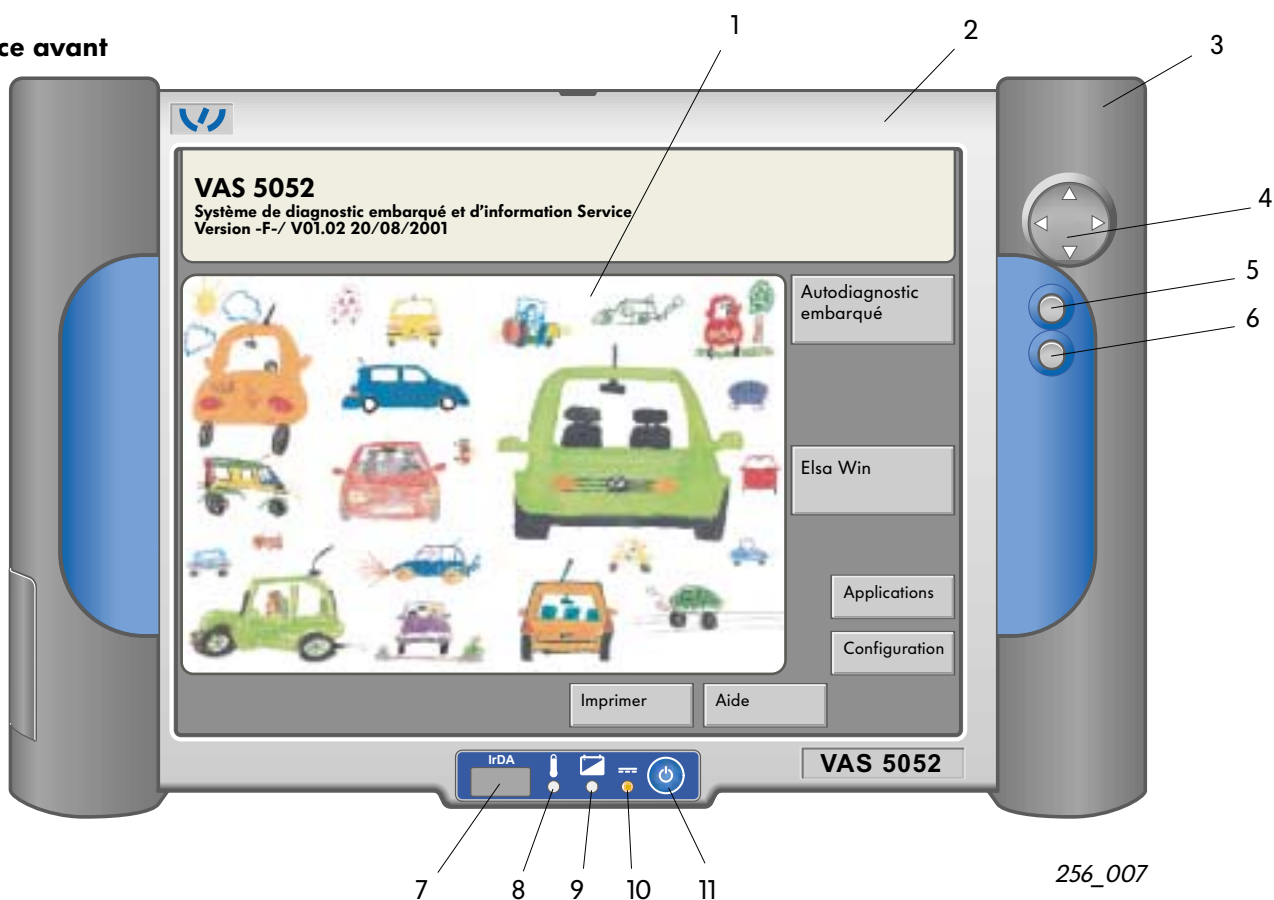 ce avant
1
2
3
4
5
6
VAS 5052
Système de diagnostic embarqué et d'information Service
Version -F-/ V01.02 20/08/2001
Autodiagnostic
embarqué
Elsa Win
Applications
Configuration
Imprimer
Aide
IrDA
VAS 5052
7
8
9
10
11
256_007